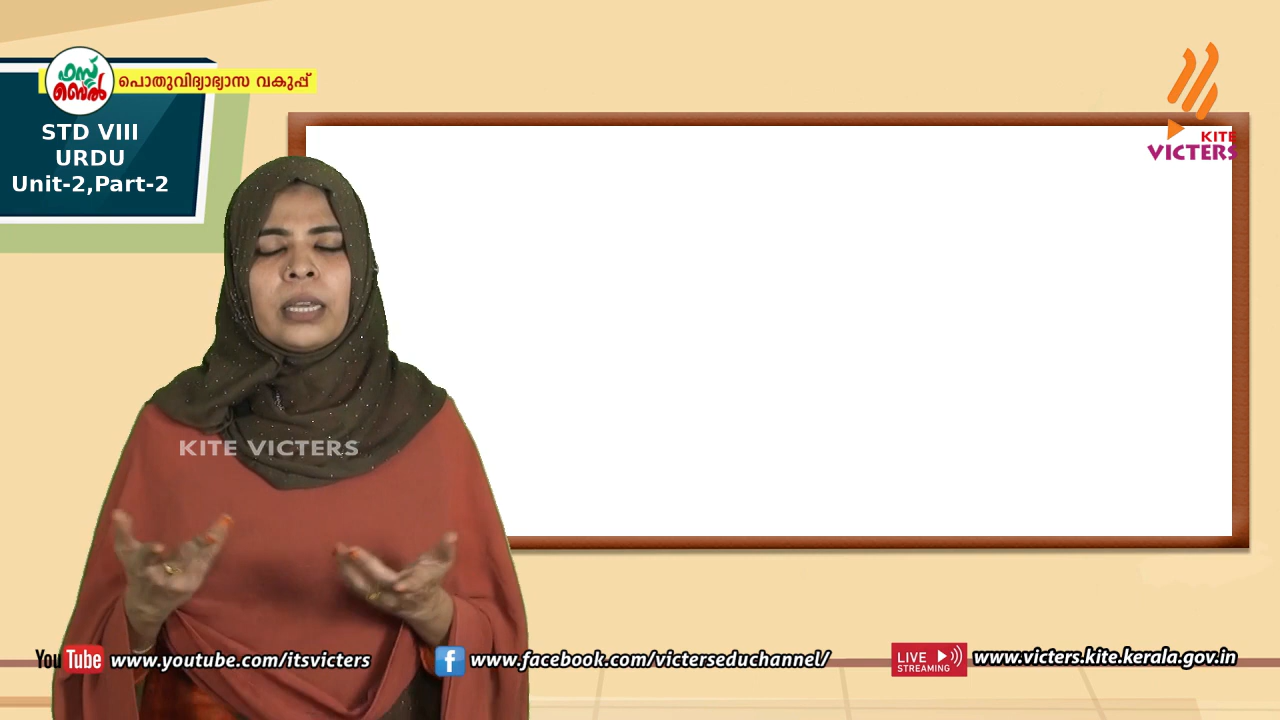 ഫസ്റ്റ്
ബെൽ
പൊതുവിദ്യാഭ്യാസ വകുപ്പ്
STD VIII
URDU
Unit-2,Part-2
KITE
VICTERS
KITE VICTERS
YouTube www.youtube.com/itsvicters
f www.facebook.com/victerseduchannel/
LIVE
STREAMING
www.victers.kite.kerala.gov.in